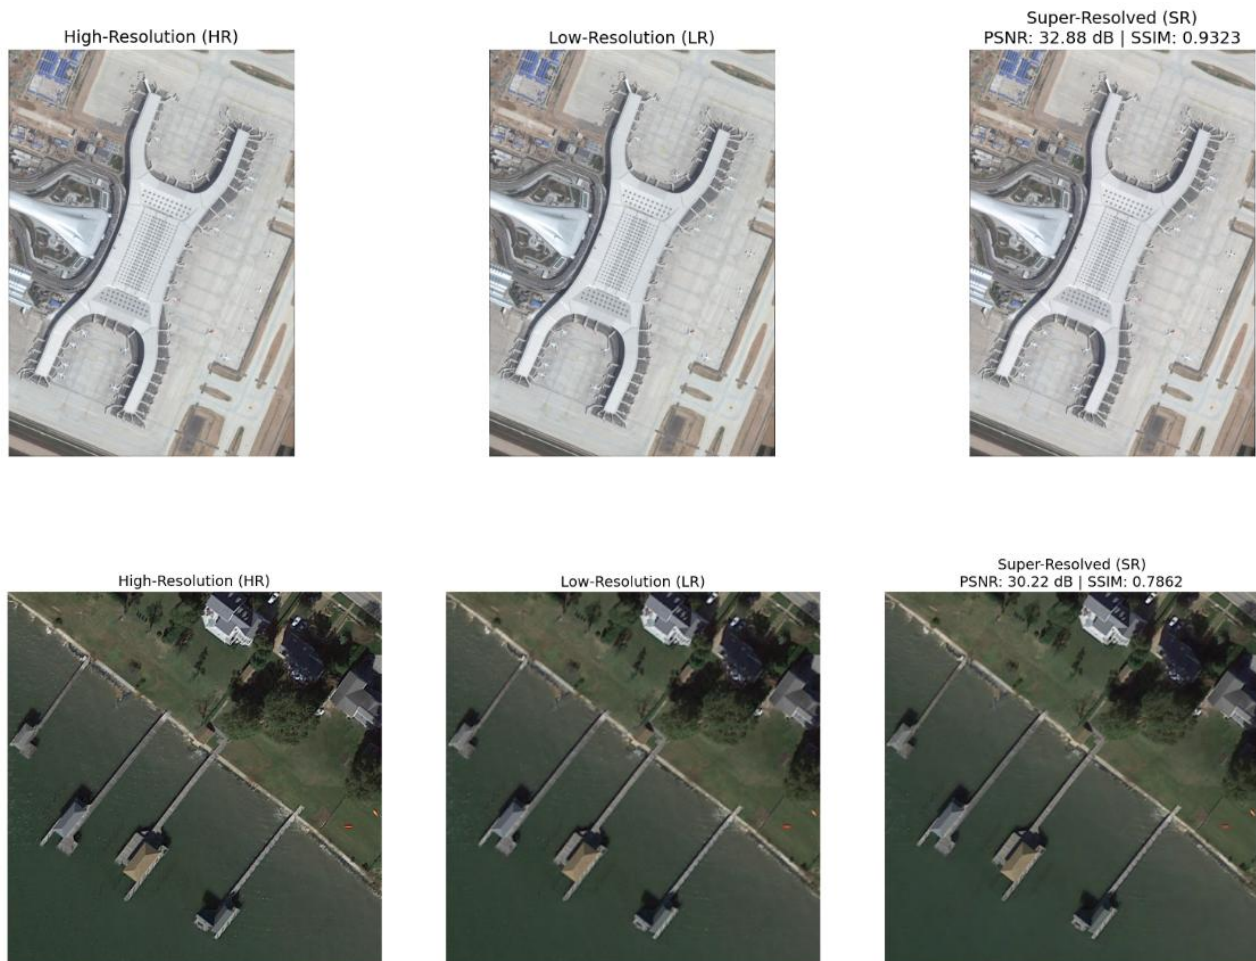 High-Resolution (HR)
Low-Resolution (LR)
Super-Resolved (SR)
PSNR: 32.88 dB | SSIM: 0.9323
High-Resolution (HR)
Low-Resolution (LR)
Super-Resolved (SR)
PSNR: 30.22 dB | SSIM: 0.7862